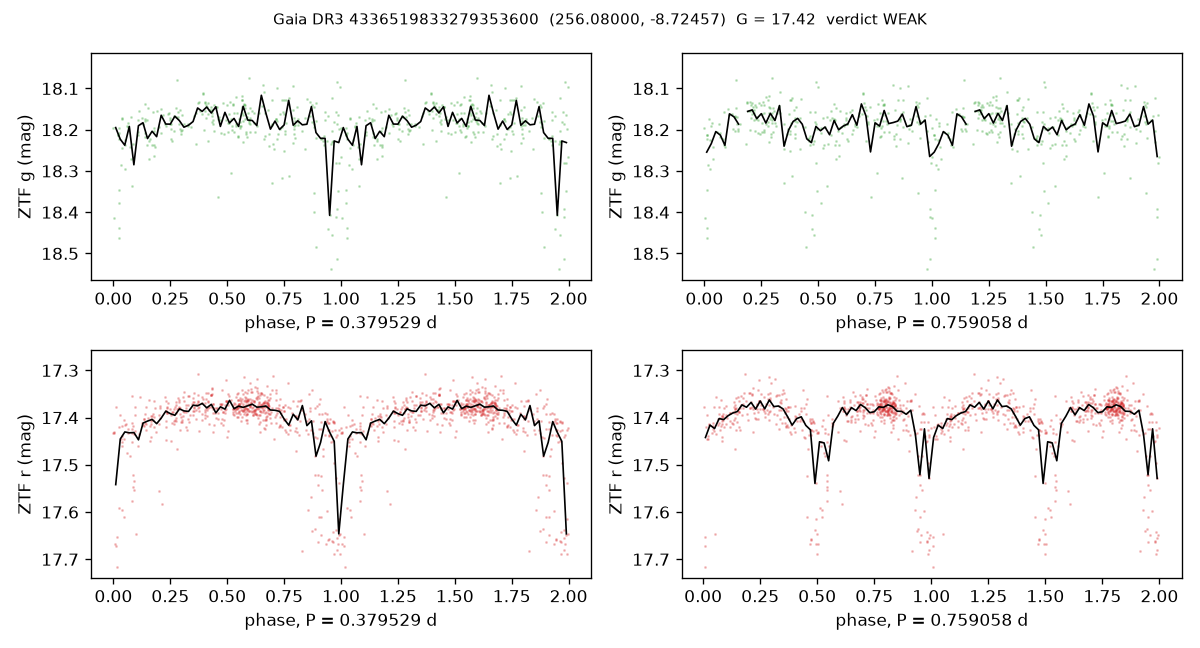 Gaia DR3 4336519833279353600 (256.08000, -8.72457) G = 17.42 verdict WEAK
ZTF g (mag)
18.1
18.2
18.3
18.4
18.5
0.00 0.25 0.50 0.75 1.00 1.25 1.50 1.75 2.00
phase, P = 0.379529 d
ZTF g (mag)
18.1
18.2
18.3
18.4
18.5
0.00 0.25 0.50 0.75 1.00 1.25 1.50 1.75 2.00
phase, P = 0.759058 d
ZTF r (mag)
17.3
17.4
17.5
17.6
17.7
0.00 0.25 0.50 0.75 1.00 1.25 1.50 1.75 2.00
phase, P = 0.379529 d
ZTF r (mag)
17.3
17.4
17.5
17.6
17.7
0.00 0.25 0.50 0.75 1.00 1.25 1.50 1.75 2.00
phase, P = 0.759058 d